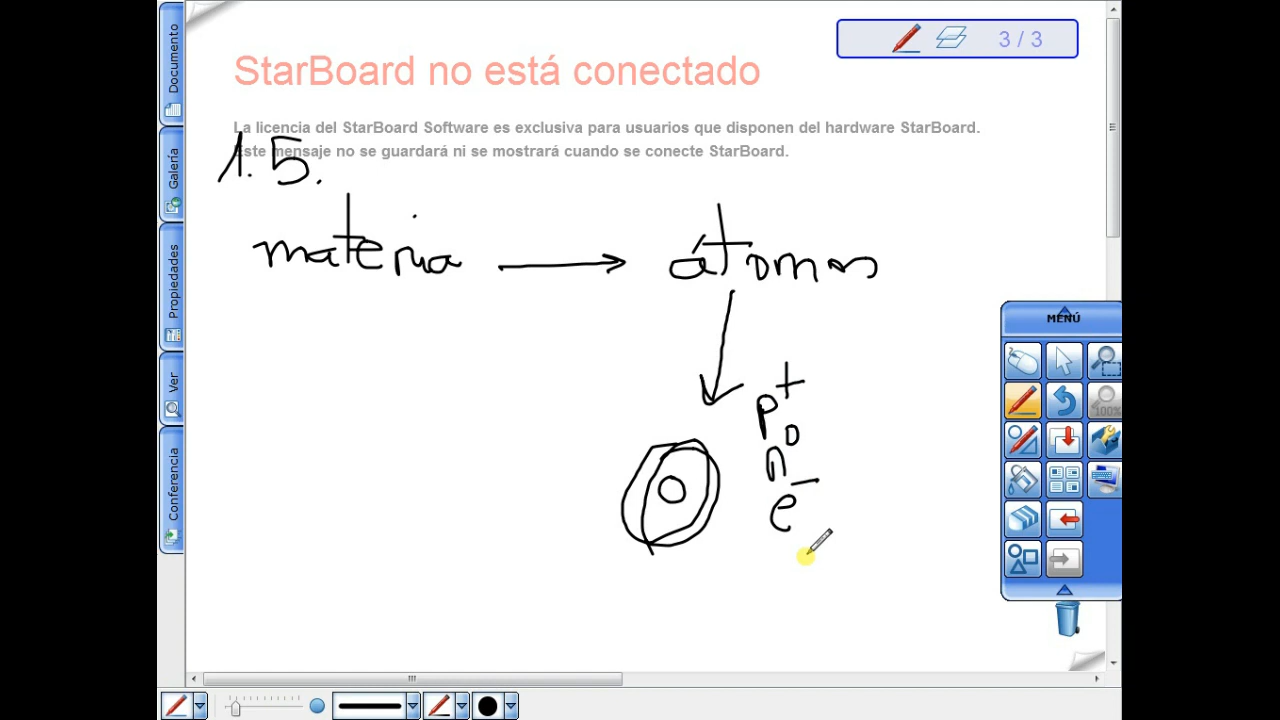 Documento
Galería
Propiedades
Ver
Conferencia
3 / 3
StarBoard no está conectado
La licencia del StarBoard Software es exclusiva para usuarios que disponen del hardware StarBoard.
Este mensaje no se guardará ni se mostrará cuando se conecte StarBoard.
1.5.
materia → átomos
p+
n0
e−
MENÚ
100%